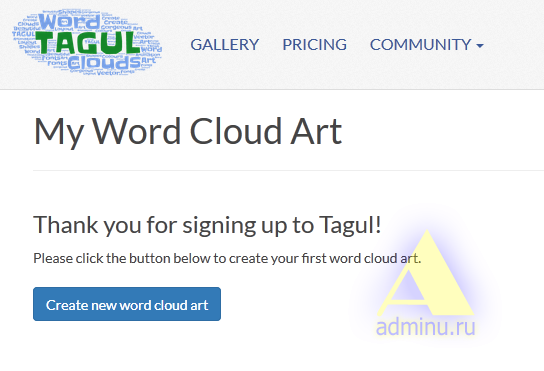 Word
TAGUL
Clouds
GALLERY PRICING COMMUNITY
My Word Cloud Art
Thank you for signing up to Tagul!
Please click the button below to create your first word cloud art.
Create new word cloud art
adminu.ru